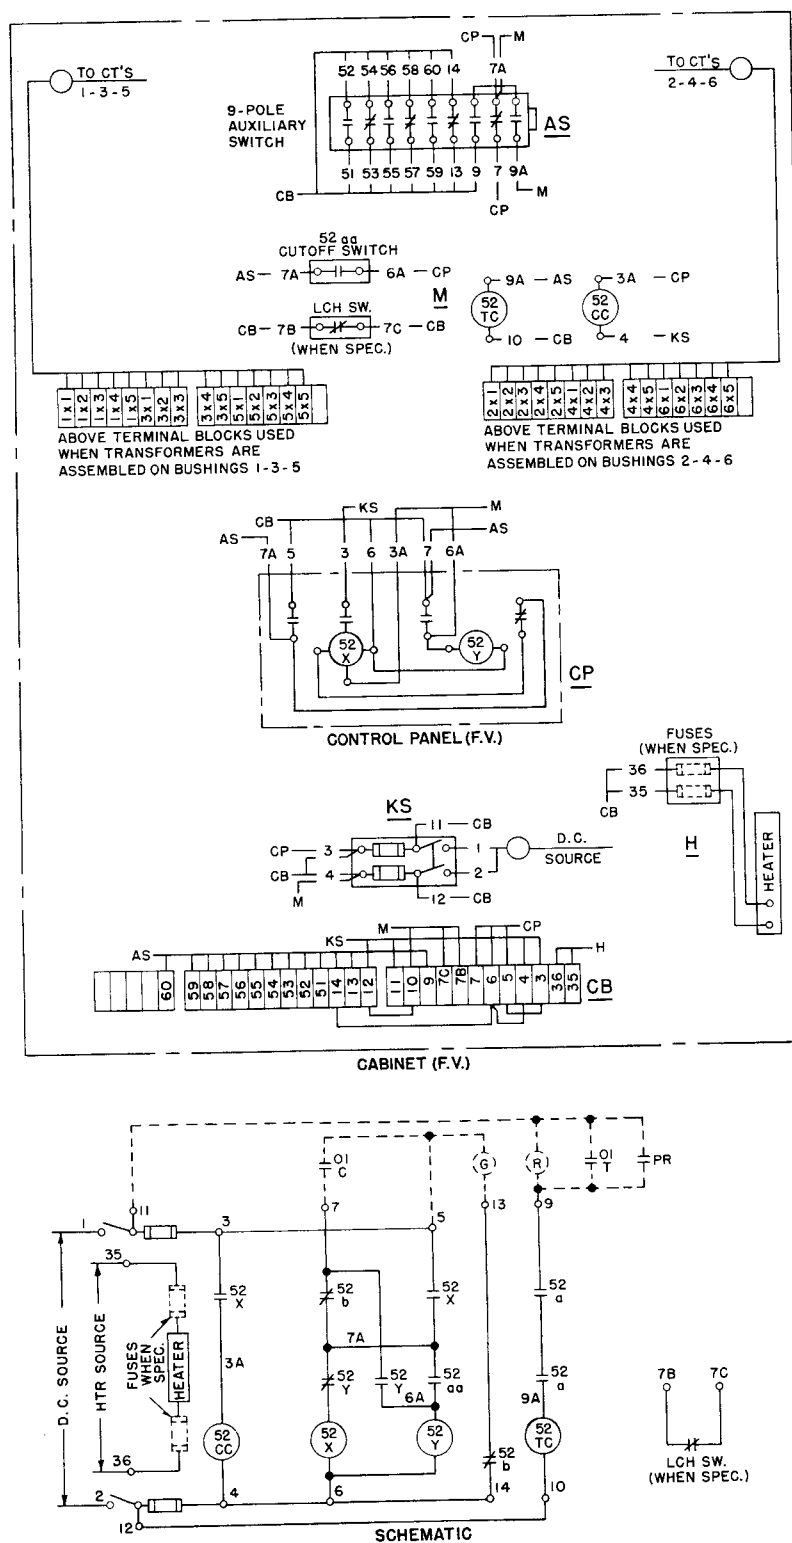 CP M
TO CT'S
1-3-5
TO CT'S
2-4-6
52 54 56 58 60 14 7A
9-POLE
AUXILIARY
SWITCH
AS
51 53 55 57 59 13 9 7 9A
CB
M
CP
52 aa
CUTOFF SWITCH
AS 7A 6A CP
M
LCH SW.
CB 7B 7C CB
(WHEN SPEC.)
9A AS
52
TC
10 CB
3A CP
52
CC
4 KS
1x1 1x2 1x3 1x4 1x5 3x1 3x2 3x3 3x4 3x5 5x1 5x2 5x3 5x4 5x5
ABOVE TERMINAL BLOCKS USED
WHEN TRANSFORMERS ARE
ASSEMBLED ON BUSHINGS 1-3-5
2x1 2x2 2x3 2x4 2x5 4x1 4x2 4x3 4x4 4x5 6x1 6x2 6x3 6x4 6x5
ABOVE TERMINAL BLOCKS USED
WHEN TRANSFORMERS ARE
ASSEMBLED ON BUSHINGS 2-4-6
KS M
CB
AS
AS
7A 5 3 6 3A 7 6A
52
X
52
Y
CP
CONTROL PANEL (F.V.)
FUSES
(WHEN SPEC.)
36
35
CB
H
HEATER
KS
11 CB
CP 3 1
CB 4 2
M
12 CB
D.C.
SOURCE
M CP
KS
AS
H
60 59 58 57 56 55 54 53 52 51 14 13 12 11 10 9 7C 7B 7 6 5 4 3 36 35
CB
CABINET (F.V.)
01
C
G
R
01
T
PR
11
7
13
9
1
3
5
35
52
X
52
b
52
X
52
a
7A
3A
52
Y
52
Y
52
aa
6A
52
a
9A
D.C. SOURCE
HTR SOURCE
FUSES
WHEN
SPEC.
HEATER
52
CC
52
X
52
Y
52
b
52
TC
36
2
4
6
14
10
12
7B 7C
LCH SW.
(WHEN SPEC.)
SCHEMATIC